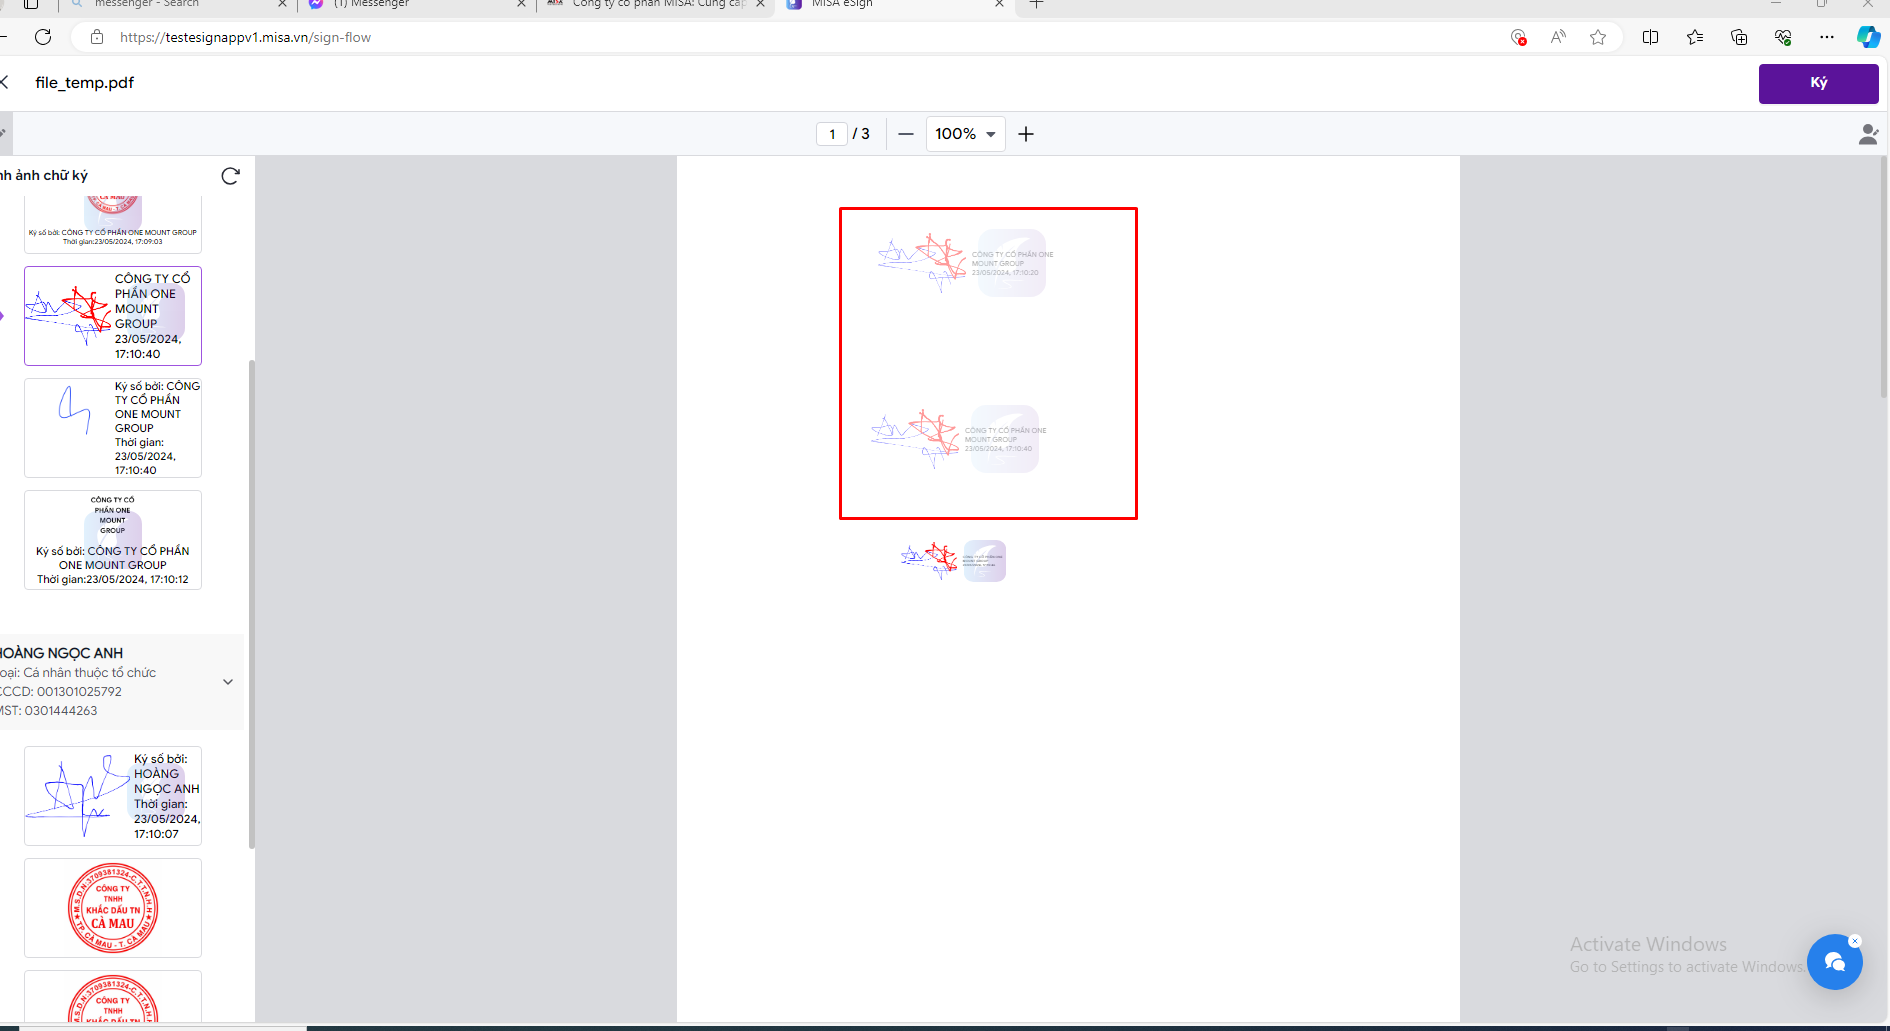 messenger - Search
(1) Messenger
Công ty cổ phần MISA: Cung cấp
MISA eSign
https://testesignappv1.misa.vn/sign-flow
file_temp.pdf
Ký
1 / 3
100%
nh ảnh chữ ký
Ký số bởi: CÔNG TY CỔ PHẦN ONE MOUNT GROUP
Thời gian:23/05/2024, 17:09:03
CÔNG TY CỔ
PHẦN ONE
MOUNT
GROUP
23/05/2024,
17:10:40
Ký số bởi: CÔNG
TY CỔ PHẦN
ONE MOUNT
GROUP
Thời gian:
23/05/2024,
17:10:40
CÔNG TY CỔ
PHẦN ONE
MOUNT
GROUP
Ký số bởi: CÔNG TY CỔ PHẦN
ONE MOUNT GROUP
Thời gian:23/05/2024, 17:10:12
HOÀNG NGỌC ANH
oại: Cá nhân thuộc tổ chức
CCCD: 001301025792
MST: 0301444263
Ký số bởi:
HOÀNG
NGỌC ANH
Thời gian:
23/05/2024,
17:10:07
M.S.D.N:3709381324-C.T.T.N.H.H
CÔNG TY
TNHH
KHẮC DẤU TN
CÀ MAU
TP. CÀ MAU - T. CÀ MAU
M.S.D.N:3709381324-C.T.T.N.H.H
CÔNG TY
TNHH
KHẮC DẤU TN
CÔNG TY CỔ PHẦN ONE
MOUNT GROUP
23/05/2024, 17:10:20
CÔNG TY CỔ PHẦN ONE
MOUNT GROUP
23/05/2024, 17:10:40
Activate Windows
Go to Settings to activate Windows.